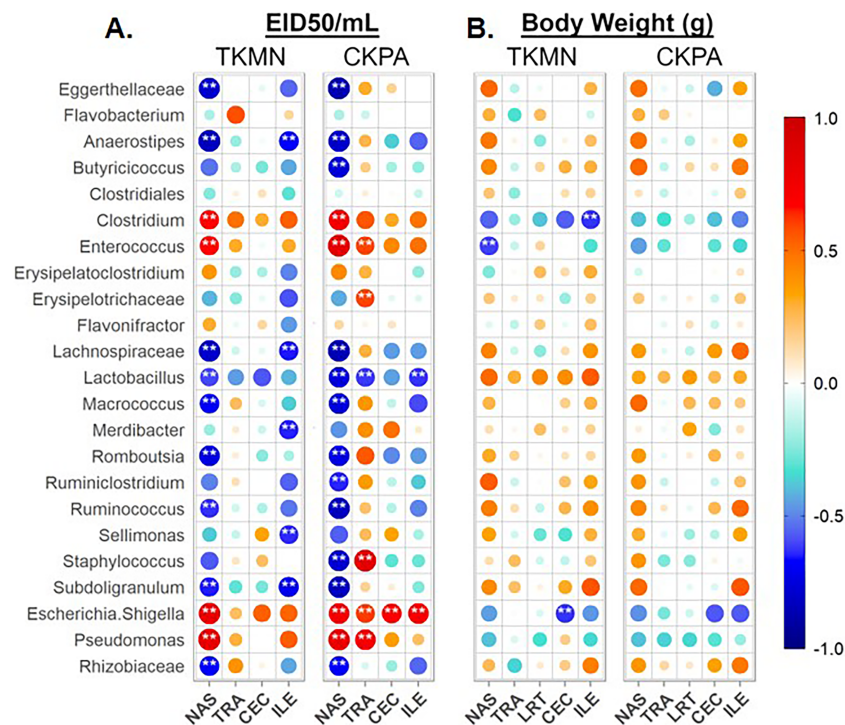 A.
EID50/mL
B.
Body Weight (g)
TKMN
CKPA
TKMN
CKPA
Eggerthellaceae
Flavobacterium
Anaerostipes
Butyricicoccus
Clostridiales
Clostridium
Enterococcus
Erysipelatoclostridium
Erysipelotrichaceae
Flavonifractor
Lachnospiraceae
Lactobacillus
Macrococcus
Merdibacter
Romboutsia
Ruminiclostridium
Ruminococcus
Sellimonas
Staphylococcus
Subdoligranulum
Escherichia.Shigella
Pseudomonas
Rhizobiaceae
1.0
0.5
0.0
-0.5
-1.0
NAS TRA CEC ILE
NAS TRA CEC ILE
NAS TRA LRT CEC ILE
NAS TRA LRT CEC ILE